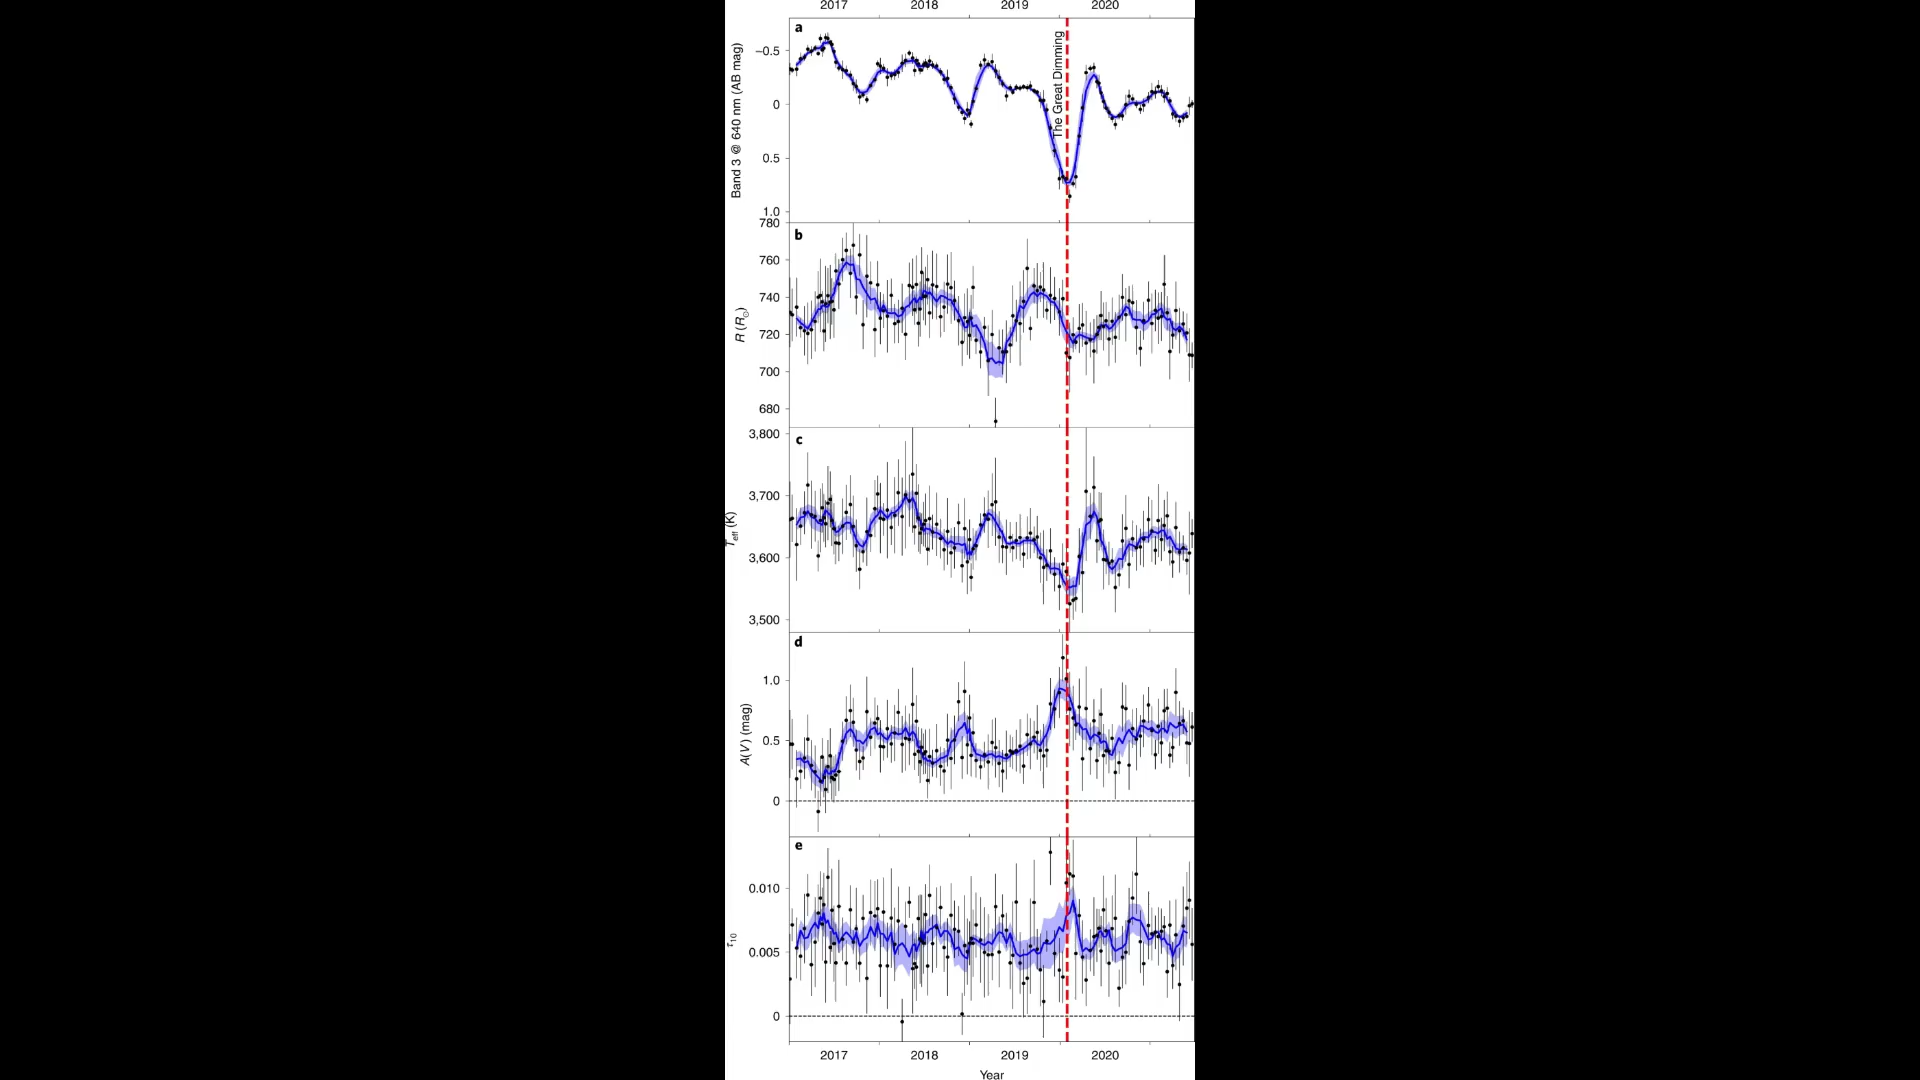 2017 2018 2019 2020
a
Band 3 @ 640 nm (AB mag)
−0.5
0
0.5
1.0
The Great Dimming
b
R (R☉)
780
760
740
720
700
680
c
Teff (K)
3,800
3,700
3,600
3,500
d
A(V) (mag)
1.0
0.5
0
e
τ10
0.010
0.005
0
2017 2018 2019 2020
Year